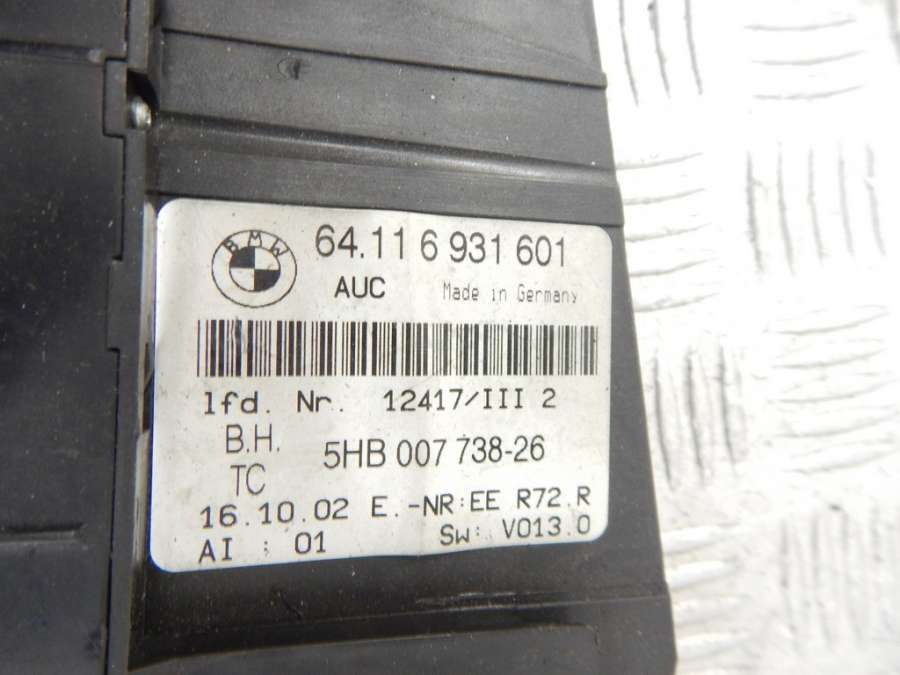 BMW
64.11 6 931 601
AUC Made in Germany
lfd. Nr. 12417/III 2
B.H. 5HB 007 738-26
TC
16.10.02 E.-NR:EE R72.R
AI : 01 Sw: V013.0